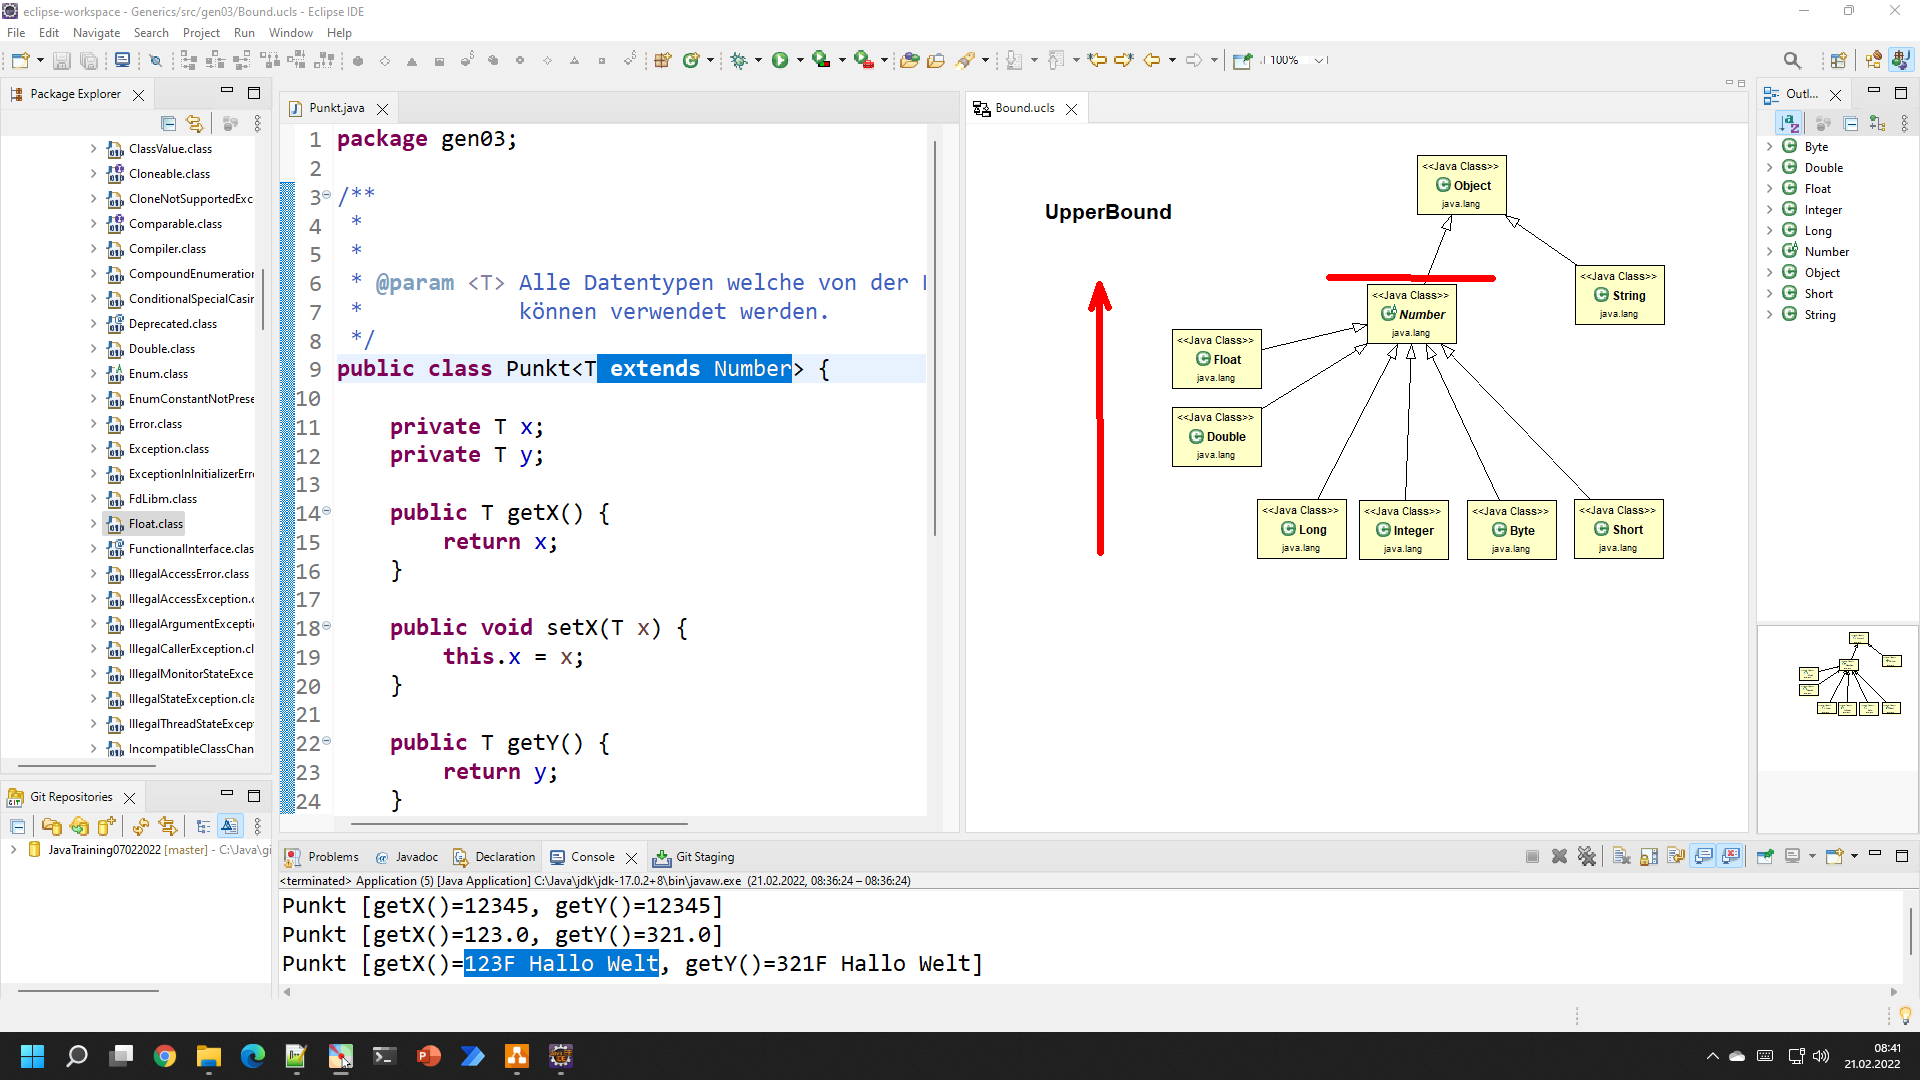 eclipse-workspace - Generics/src/gen03/Bound.ucls - Eclipse IDE
File Edit Navigate Search Project Run Window Help
100%
Package Explorer
ClassValue.class
Cloneable.class
CloneNotSupportedExc
Comparable.class
Compiler.class
CompoundEnumeration
ConditionalSpecialCasin
Deprecated.class
Double.class
Enum.class
EnumConstantNotPrese
Error.class
Exception.class
ExceptionInInitializerErro
FdLibm.class
Float.class
FunctionalInterface.clas
IllegalAccessError.class
IllegalAccessException.c
IllegalArgumentExceptio
IllegalCallerException.cl
IllegalMonitorStateExce
IllegalStateException.cla
IllegalThreadStateExcept
IncompatibleClassChan
Git Repositories
JavaTraining07022022 [master] - C:\Java\gi
Punkt.java
1 package gen03;
2
3 /**
4 *
5 *
6 * @param <T> Alle Datentypen welche von der
7 * können verwendet werden.
8 */
9 public class Punkt<T extends Number> {
10
11 private T x;
12 private T y;
13
14 public T getX() {
15 return x;
16 }
17
18 public void setX(T x) {
19 this.x = x;
20 }
21
22 public T getY() {
23 return y;
24 }
Bound.ucls
UpperBound
<<Java Class>>
Object
java.lang
<<Java Class>>
String
java.lang
<<Java Class>>
Number
java.lang
<<Java Class>>
Float
java.lang
<<Java Class>>
Double
java.lang
<<Java Class>>
Long
java.lang
<<Java Class>>
Integer
java.lang
<<Java Class>>
Byte
java.lang
<<Java Class>>
Short
java.lang
Outl...
Byte
Double
Float
Integer
Long
Number
Object
Short
String
Problems Javadoc Declaration Console Git Staging
<terminated> Application (5) [Java Application] C:\Java\jdk\jdk-17.0.2+8\bin\javaw.exe (21.02.2022, 08:36:24 – 08:36:24)
Punkt [getX()=12345, getY()=12345]
Punkt [getX()=123.0, getY()=321.0]
Punkt [getX()=123F Hallo Welt, getY()=321F Hallo Welt]
08:41
21.02.2022